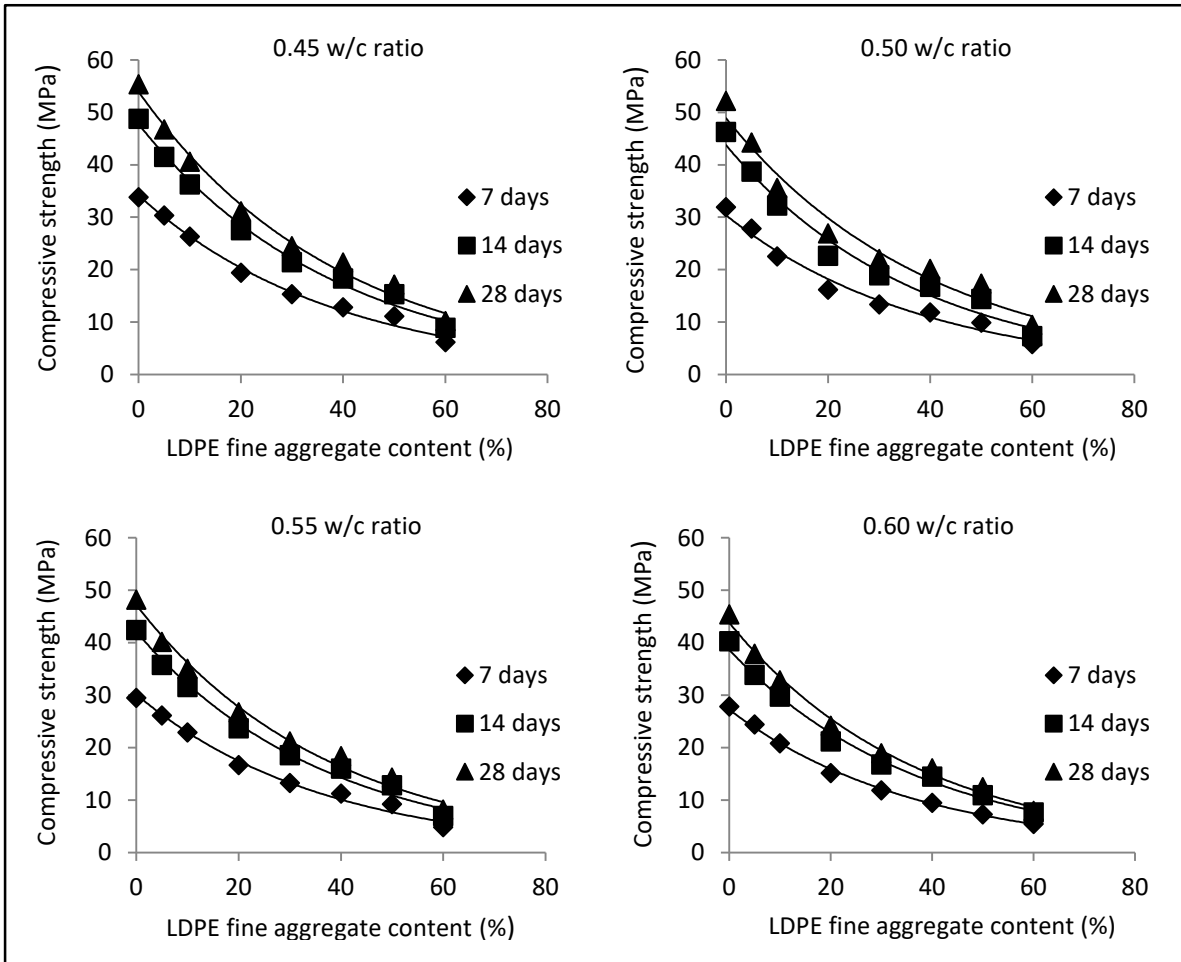 0.45 w/c ratio
Compressive strength (MPa)
60
50
40
30
20
10
0
7 days
14 days
28 days
0 20 40 60 80
LDPE fine aggregate content (%)
0.50 w/c ratio
Compressive strength (MPa)
60
50
40
30
20
10
0
7 days
14 days
28 days
0 20 40 60 80
LDPE fine aggregate content (%)
0.55 w/c ratio
Compressive strength (MPa)
60
50
40
30
20
10
0
7 days
14 days
28 days
0 20 40 60 80
LDPE fine aggregate content (%)
0.60 w/c ratio
Compressive strength (MPa)
60
50
40
30
20
10
0
7 days
14 days
28 days
0 20 40 60 80
LDPE fine aggregate content (%)